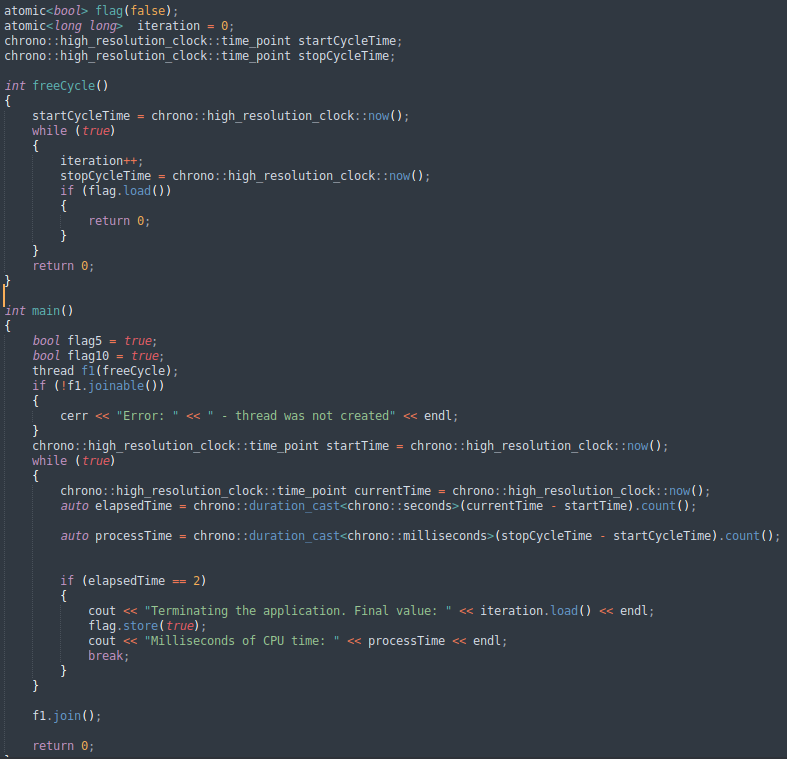 atomic<bool> flag(false);
atomic<long long>  iteration = 0;
chrono::high_resolution_clock::time_point startCycleTime;
chrono::high_resolution_clock::time_point stopCycleTime;
int freeCycle()
{
startCycleTime = chrono::high_resolution_clock::now();
while (true)
{
iteration++;
stopCycleTime = chrono::high_resolution_clock::now();
if (flag.load())
{
return 0;
}
}
return 0;
}
int main()
{
bool flag5 = true;
bool flag10 = true;
thread f1(freeCycle);
if (!f1.joinable())
{
cerr << "Error: " << " - thread was not created" << endl;
}
chrono::high_resolution_clock::time_point startTime = chrono::high_resolution_clock::now();
while (true)
{
chrono::high_resolution_clock::time_point currentTime = chrono::high_resolution_clock::now();
auto elapsedTime = chrono::duration_cast<chrono::seconds>(currentTime - startTime).count();
auto processTime = chrono::duration_cast<chrono::milliseconds>(stopCycleTime - startCycleTime).count();
if (elapsedTime == 2)
{
cout << "Terminating the application. Final value: " << iteration.load() << endl;
flag.store(true);
cout << "Milliseconds of CPU time: " << processTime << endl;
break;
}
}
f1.join();
return 0;